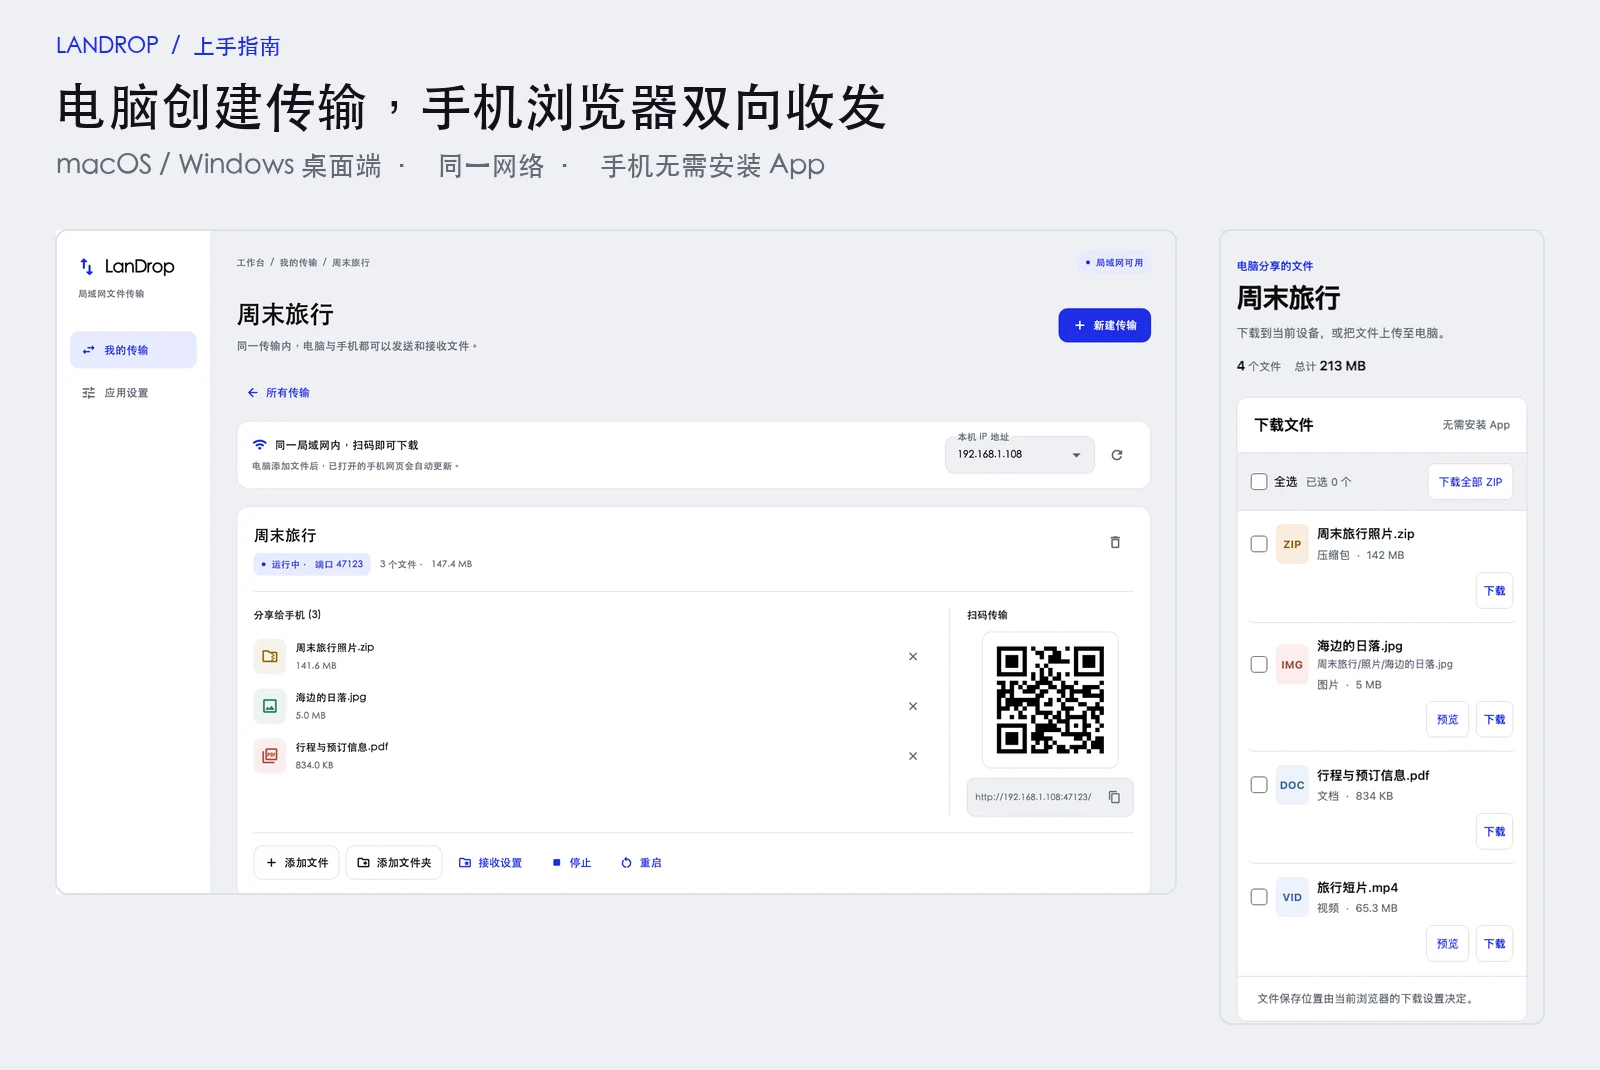 LANDROP / 上手指南
电脑创建传输，手机浏览器双向收发
macOS / Windows 桌面端 · 同一网络 · 手机无需安装 App
LanDrop
局域网文件传输
我的传输
应用设置
工作台 / 我的传输 / 周末旅行
局域网可用
周末旅行
同一传输内，电脑与手机都可以发送和接收文件。
新建传输
所有传输
同一局域网内，扫码即可下载
电脑添加文件后，已打开的手机网页会自动更新。
本机 IP 地址
192.168.1.108
周末旅行
运行中 · 端口 47123 3 个文件 · 147.4 MB
分享给手机 (3)
周末旅行照片.zip
141.6 MB
海边的日落.jpg
5.0 MB
行程与预订信息.pdf
834.0 KB
扫码传输
http://192.168.1.108:47123/
添加文件 添加文件夹 接收设置 停止 重启
电脑分享的文件
周末旅行
下载到当前设备，或把文件上传至电脑。
4 个文件 总计 213 MB
下载文件 无需安装 App
全选 已选 0 个 下载全部 ZIP
ZIP
周末旅行照片.zip
压缩包 · 142 MB
下载
IMG
海边的日落.jpg
周末旅行/照片/海边的日落.jpg
图片 · 5 MB
预览 下载
DOC
行程与预订信息.pdf
文档 · 834 KB
下载
VID
旅行短片.mp4
视频 · 65.3 MB
预览 下载
文件保存位置由当前浏览器的下载设置决定。